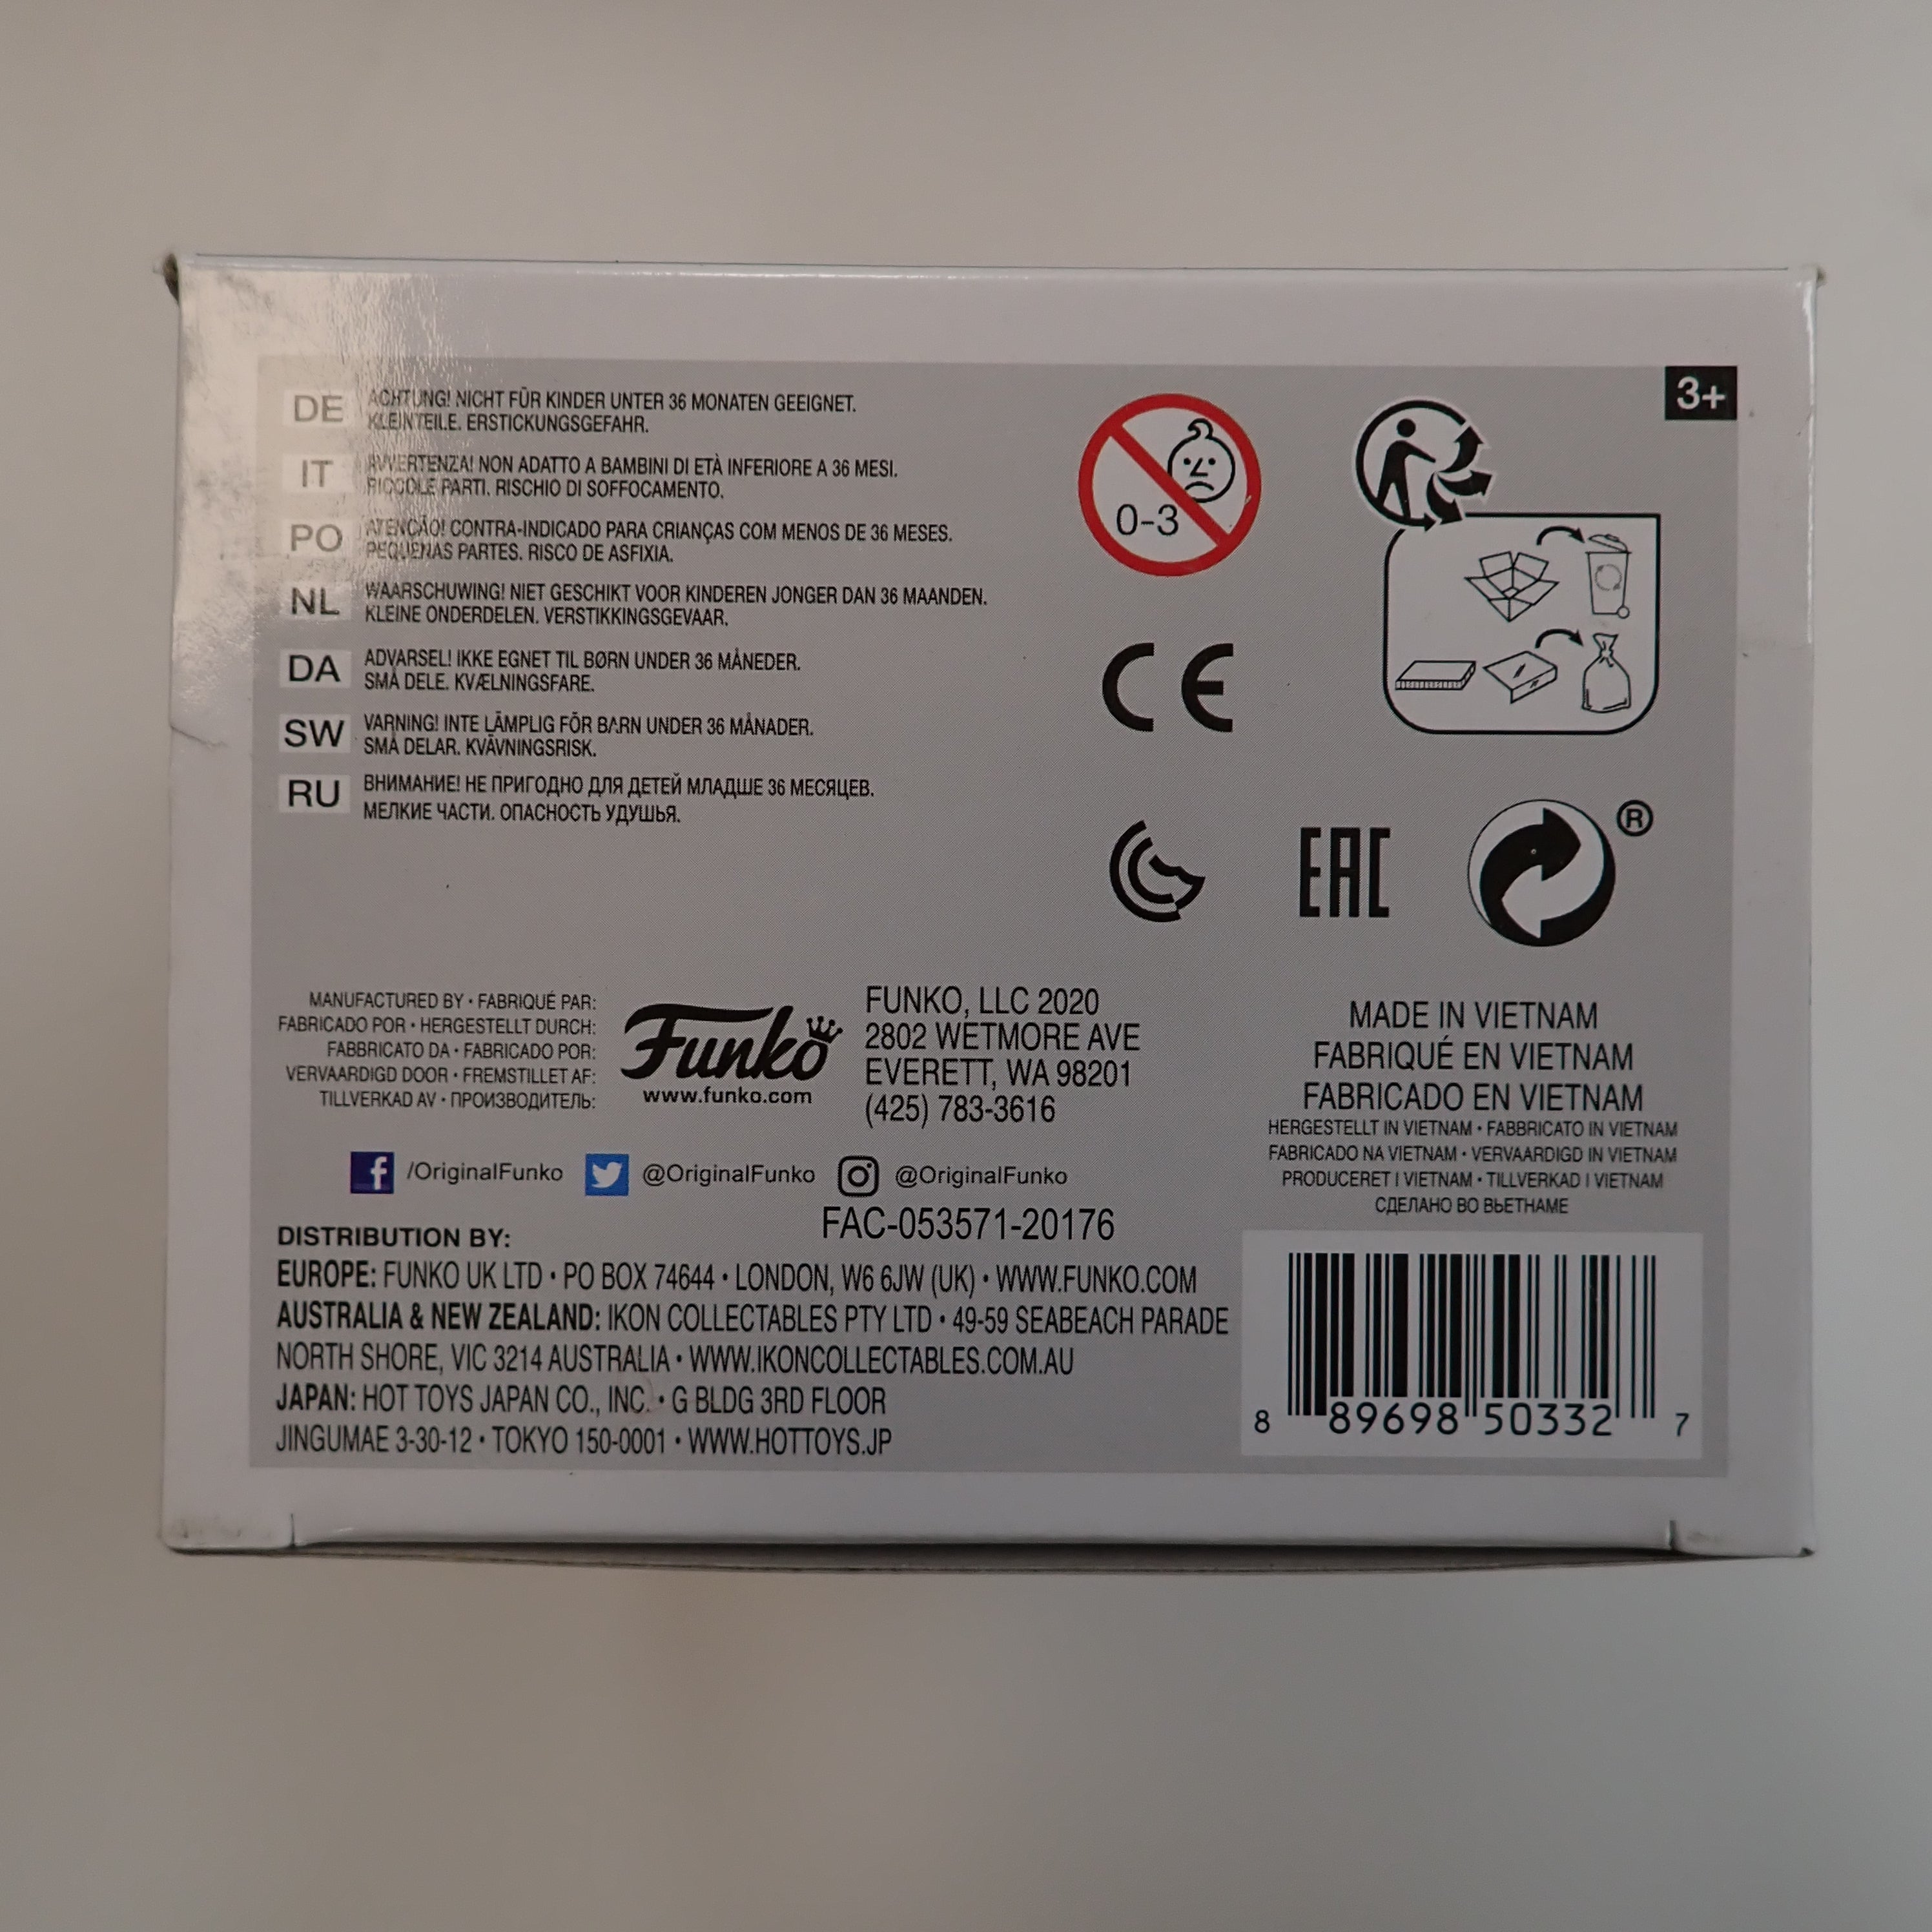 3+
DE
ACHTUNG! NICHT FÜR KINDER UNTER 36 MONATEN GEEIGNET.
KLEINTEILE. ERSTICKUNGSGEFAHR.
IT
AVVERTENZA! NON ADATTO A BAMBINI DI ETÀ INFERIORE A 36 MESI.
PICCOLE PARTI. RISCHIO DI SOFFOCAMENTO.
PO
ATENÇÃO! CONTRA-INDICADO PARA CRIANÇAS COM MENOS DE 36 MESES.
PEQUENAS PARTES. RISCO DE ASFIXIA.
NL
WAARSCHUWING! NIET GESCHIKT VOOR KINDEREN JONGER DAN 36 MAANDEN.
KLEINE ONDERDELEN. VERSTIKKINGSGEVAAR.
DA
ADVARSEL! IKKE EGNET TIL BØRN UNDER 36 MÅNEDER.
SMÅ DELE. KVÆLNINGSFARE.
SW
VARNING! INTE LÄMPLIG FÖR BARN UNDER 36 MÅNADER.
SMÅ DELAR. KVÄVNINGSRISK.
RU
ВНИМАНИЕ! НЕ ПРИГОДНО ДЛЯ ДЕТЕЙ МЛАДШЕ 36 МЕСЯЦЕВ.
МЕЛКИЕ ЧАСТИ. ОПАСНОСТЬ УДУШЬЯ.
0-3
CE
EAC
®
MANUFACTURED BY • FABRIQUÉ PAR:
FABRICADO POR • HERGESTELLT DURCH:
FABBRICATO DA • FABRICADO POR:
VERVAARDIGD DOOR • FREMSTILLET AF:
TILLVERKAD AV • ПРОИЗВОДИТЕЛЬ:
Funko
www.funko.com
FUNKO, LLC 2020
2802 WETMORE AVE
EVERETT, WA 98201
(425) 783-3616
/OriginalFunko @OriginalFunko @OriginalFunko
FAC-053571-20176
MADE IN VIETNAM
FABRIQUÉ EN VIETNAM
FABRICADO EN VIETNAM
HERGESTELLT IN VIETNAM • FABBRICATO IN VIETNAM
FABRICADO NA VIETNAM • VERVAARDIGD IN VIETNAM
PRODUCERET I VIETNAM • TILLVERKAD I VIETNAM
СДЕЛАНО ВО ВЬЕТНАМЕ
DISTRIBUTION BY:
EUROPE: FUNKO UK LTD • PO BOX 74644 • LONDON, W6 6JW (UK) • WWW.FUNKO.COM
AUSTRALIA & NEW ZEALAND: IKON COLLECTABLES PTY LTD • 49-59 SEABEACH PARADE
NORTH SHORE, VIC 3214 AUSTRALIA • WWW.IKONCOLLECTABLES.COM.AU
JAPAN: HOT TOYS JAPAN CO., INC. • G BLDG 3RD FLOOR
JINGUMAE 3-30-12 • TOKYO 150-0001 • WWW.HOTTOYS.JP
8 89698 50332 7